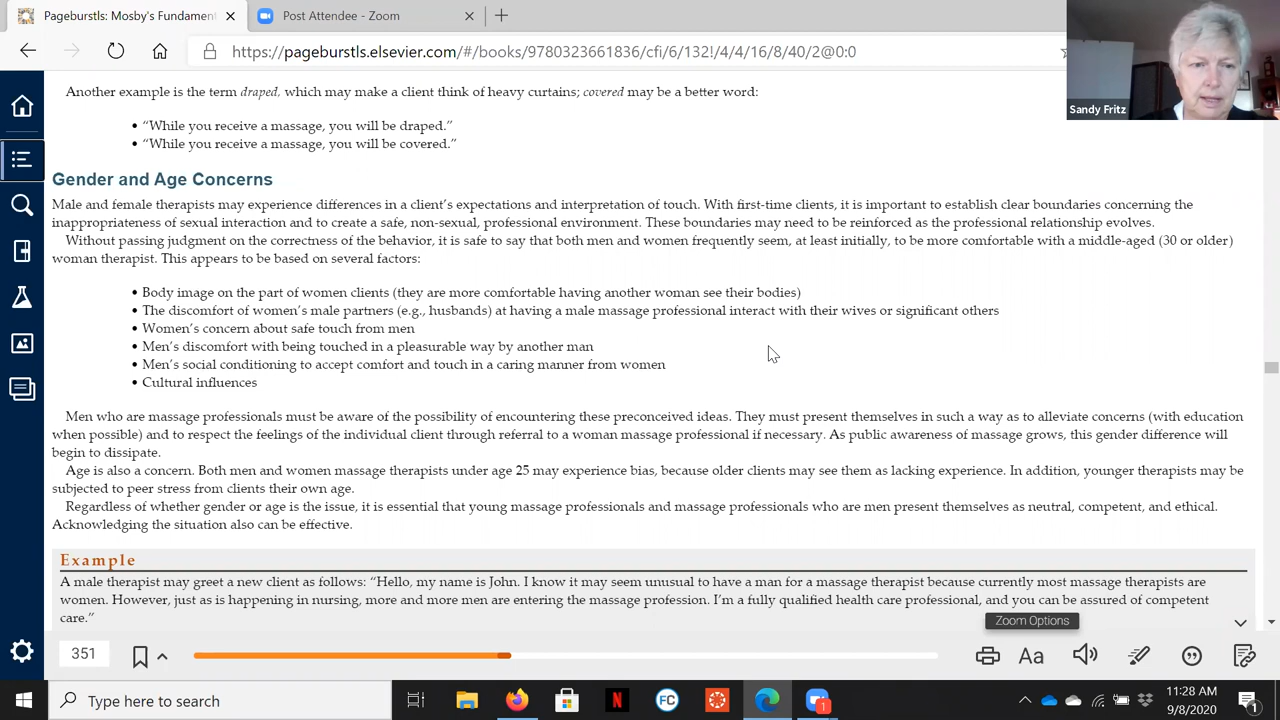 Pageburstls: Mosby's Fundament
Post Attendee - Zoom
https://pageburstls.elsevier.com/#/books/9780323661836/cfi/6/132!/4/4/16/8/40/2@0:0
Sandy Fritz
Another example is the term draped, which may make a client think of heavy curtains; covered may be a better word:
• “While you receive a massage, you will be draped.”
• “While you receive a massage, you will be covered.”
Gender and Age Concerns
Male and female therapists may experience differences in a client’s expectations and interpretation of touch. With first-time clients, it is important to establish clear boundaries concerning the
inappropriateness of sexual interaction and to create a safe, non-sexual, professional environment. These boundaries may need to be reinforced as the professional relationship evolves.
Without passing judgment on the correctness of the behavior, it is safe to say that both men and women frequently seem, at least initially, to be more comfortable with a middle-aged (30 or older)
woman therapist. This appears to be based on several factors:
• Body image on the part of women clients (they are more comfortable having another woman see their bodies)
• The discomfort of women’s male partners (e.g., husbands) at having a male massage professional interact with their wives or significant others
• Women’s concern about safe touch from men
• Men’s discomfort with being touched in a pleasurable way by another man
• Men’s social conditioning to accept comfort and touch in a caring manner from women
• Cultural influences
Men who are massage professionals must be aware of the possibility of encountering these preconceived ideas. They must present themselves in such a way as to alleviate concerns (with education
when possible) and to respect the feelings of the individual client through referral to a woman massage professional if necessary. As public awareness of massage grows, this gender difference will
begin to dissipate.
Age is also a concern. Both men and women massage therapists under age 25 may experience bias, because older clients may see them as lacking experience. In addition, younger therapists may be
subjected to peer stress from clients their own age.
Regardless of whether gender or age is the issue, it is essential that young massage professionals and massage professionals who are men present themselves as neutral, competent, and ethical.
Acknowledging the situation also can be effective.
Example
A male therapist may greet a new client as follows: “Hello, my name is John. I know it may seem unusual to have a man for a massage therapist because currently most massage therapists are
women. However, just as is happening in nursing, more and more men are entering the massage profession. I’m a fully qualified health care professional, and you can be assured of competent
care.”
Zoom Options
351
Aa
Type here to search
N
FC
1
11:28 AM
9/8/2020
1